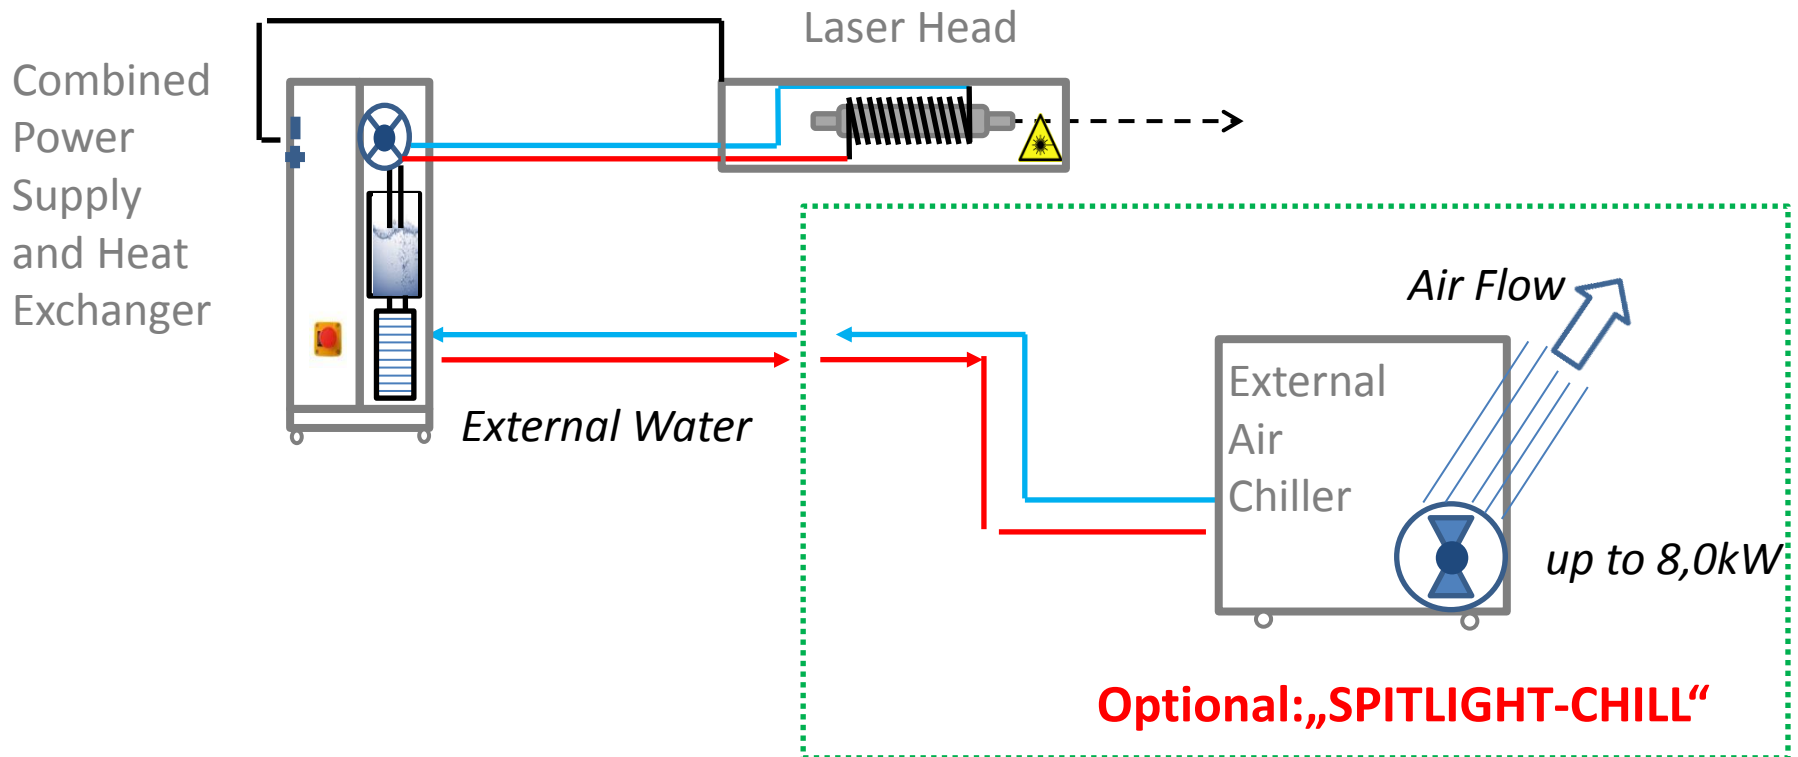 Laser Head
Combined
Power
Supply
and Heat
Exchanger
Air Flow
External
Air
Chiller
External Water
up to 8,0kW
Optional:„SPITLIGHT-CHILL“